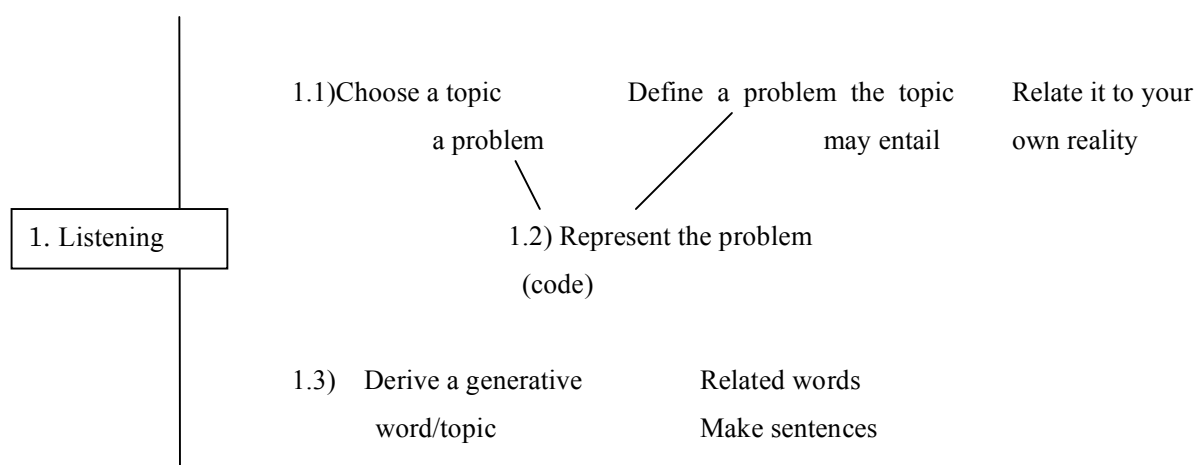 1.1)Choose a topic Define a problem the topic Relate it to your
a problem may entail own reality
1. Listening 1.2) Represent the problem
(code)
1.3) Derive a generative Related words
word/topic Make sentences